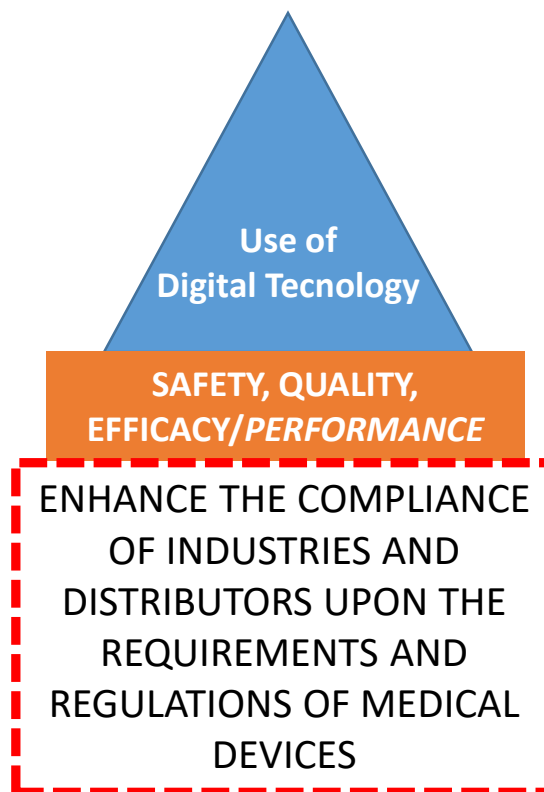 Use of
Digital Tecnology
SAFETY, QUALITY,
EFFICACY/PERFORMANCE
ENHANCE THE COMPLIANCE
OF INDUSTRIES AND
DISTRIBUTORS UPON THE
REQUIREMENTS AND
REGULATIONS OF MEDICAL
DEVICES